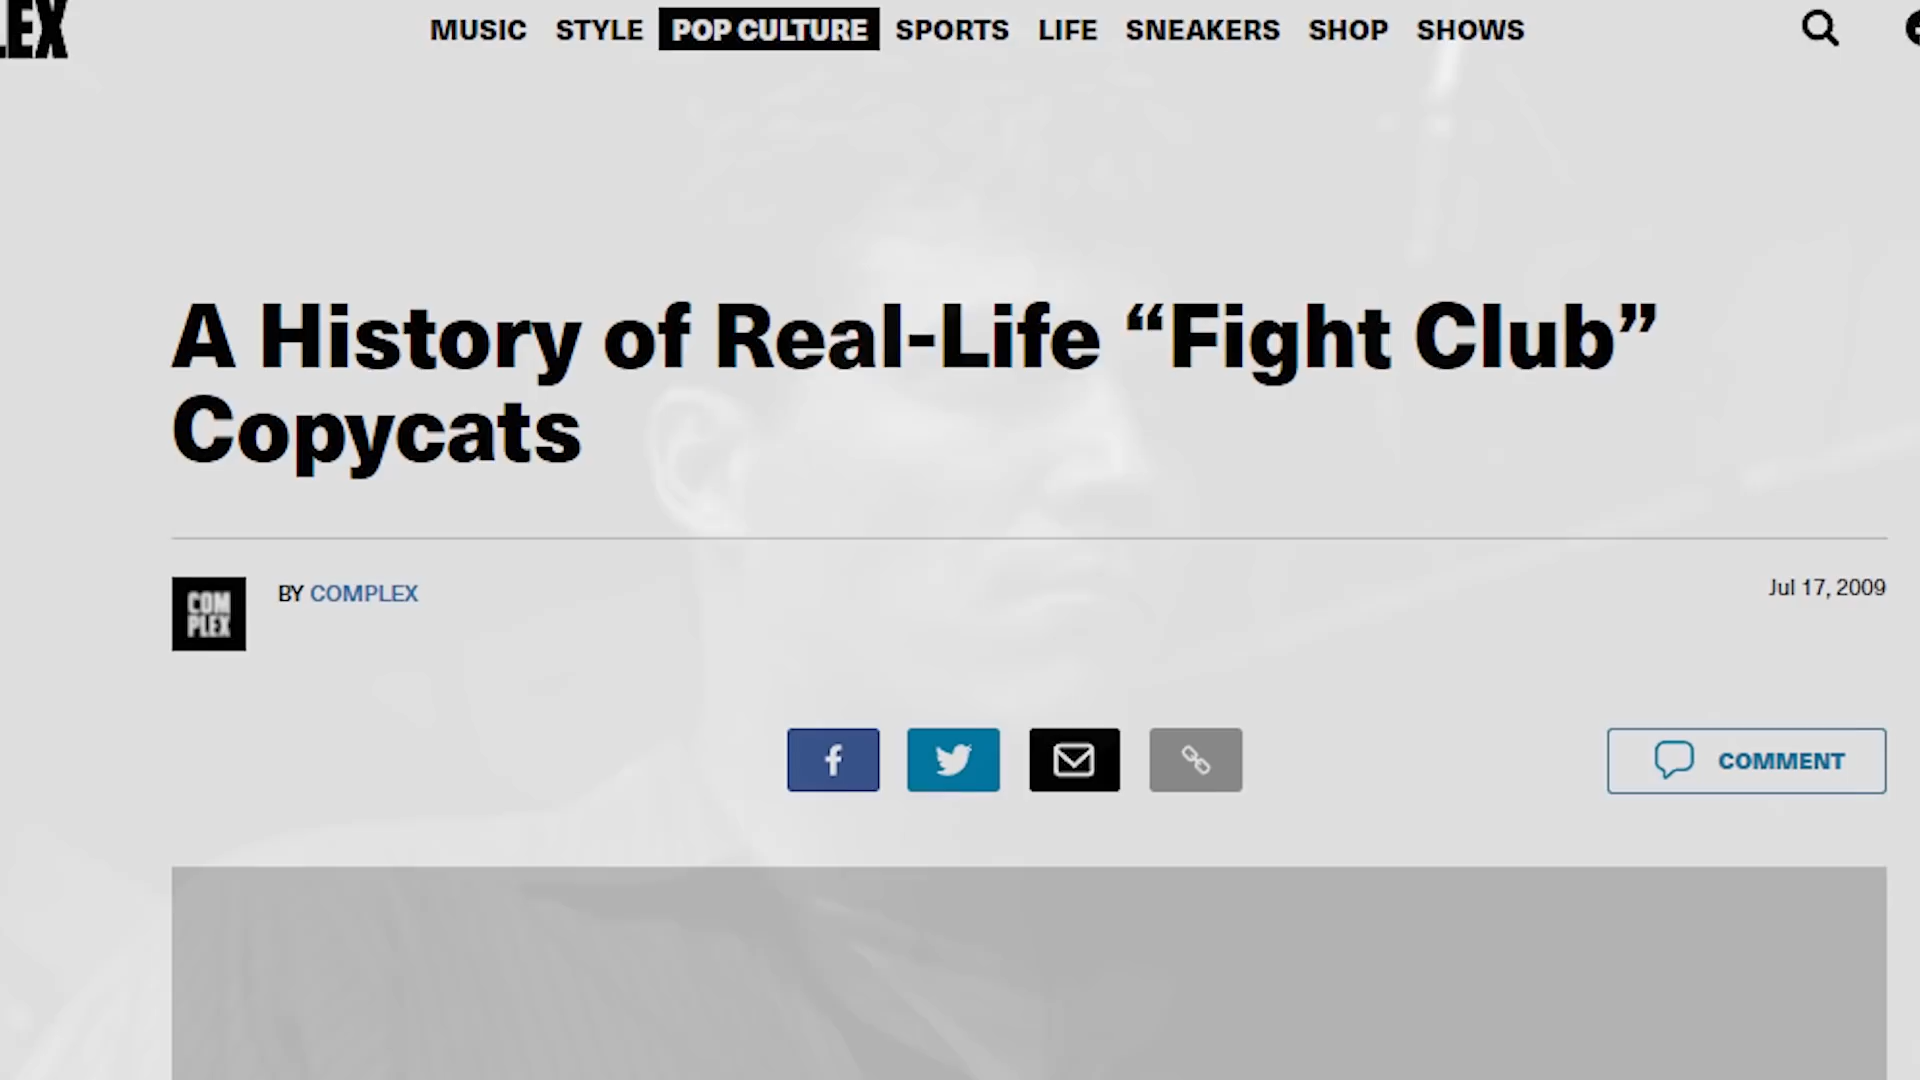 LEX
MUSIC STYLE POP CULTURE SPORTS LIFE SNEAKERS SHOP SHOWS
A History of Real-Life “Fight Club”
Copycats
COM
PLEX
BY COMPLEX
Jul 17, 2009
COMMENT